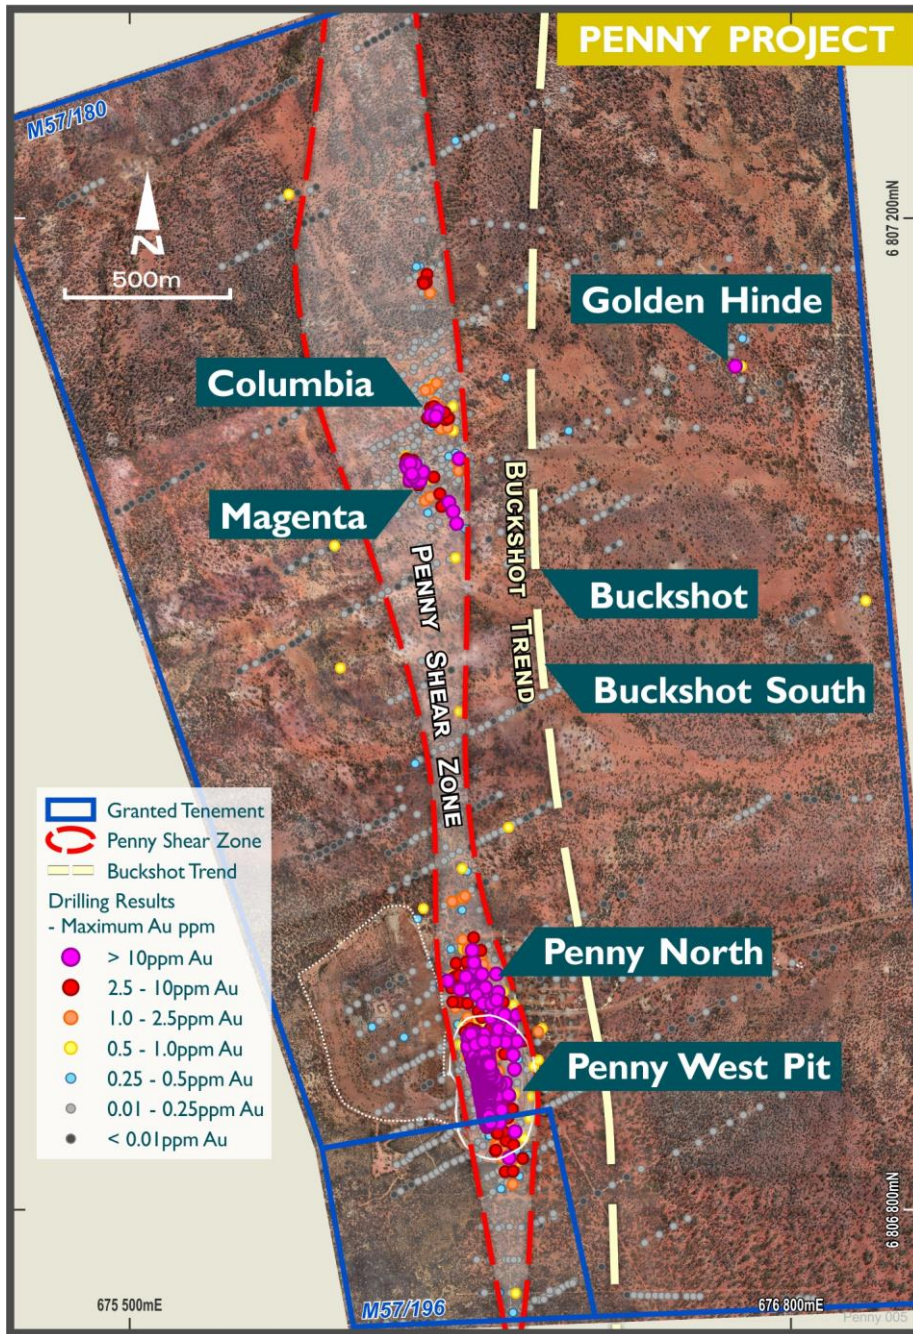 PENNY PROJECT
M57/180
N
500m
6 807 200mN
Golden Hinde
Columbia
Magenta
BUCKSHOT TREND
PENNY SHEAR ZONE
Buckshot
Buckshot South
Granted Tenement
Penny Shear Zone
Buckshot Trend
Drilling Results
- Maximum Au ppm
> 10ppm Au
2.5 - 10ppm Au
1.0 - 2.5ppm Au
0.5 - 1.0ppm Au
0.25 - 0.5ppm Au
0.01 - 0.25ppm Au
< 0.01ppm Au
Penny North
Penny West Pit
6 806 800mN
675 500mE
M57/196
676 800mE
Penny 005